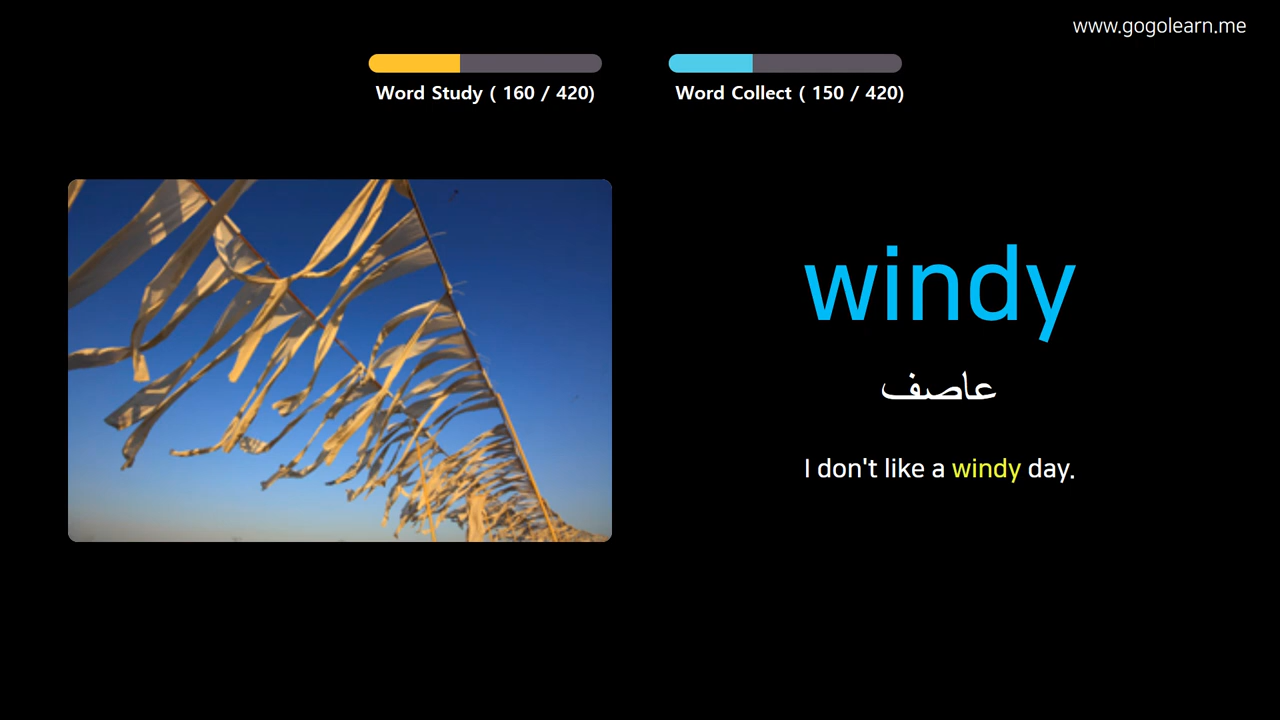 www.gogolearn.me
Word Study ( 160 / 420)
Word Collect ( 150 / 420)
windy
عاصف
I don't like a windy day.